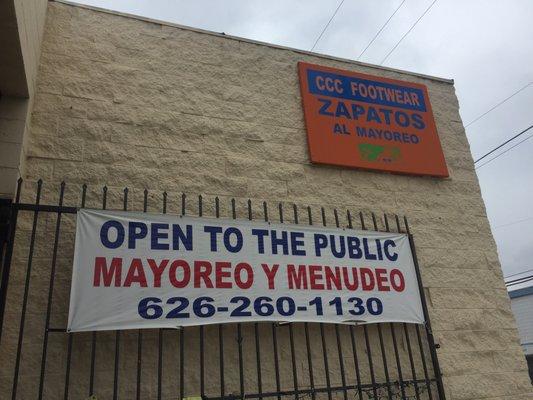 CCC FOOTWEAR
ZAPATOS
AL MAYOREO
OPEN TO THE PUBLIC
MAYOREO Y MENUDEO
626-260-1130